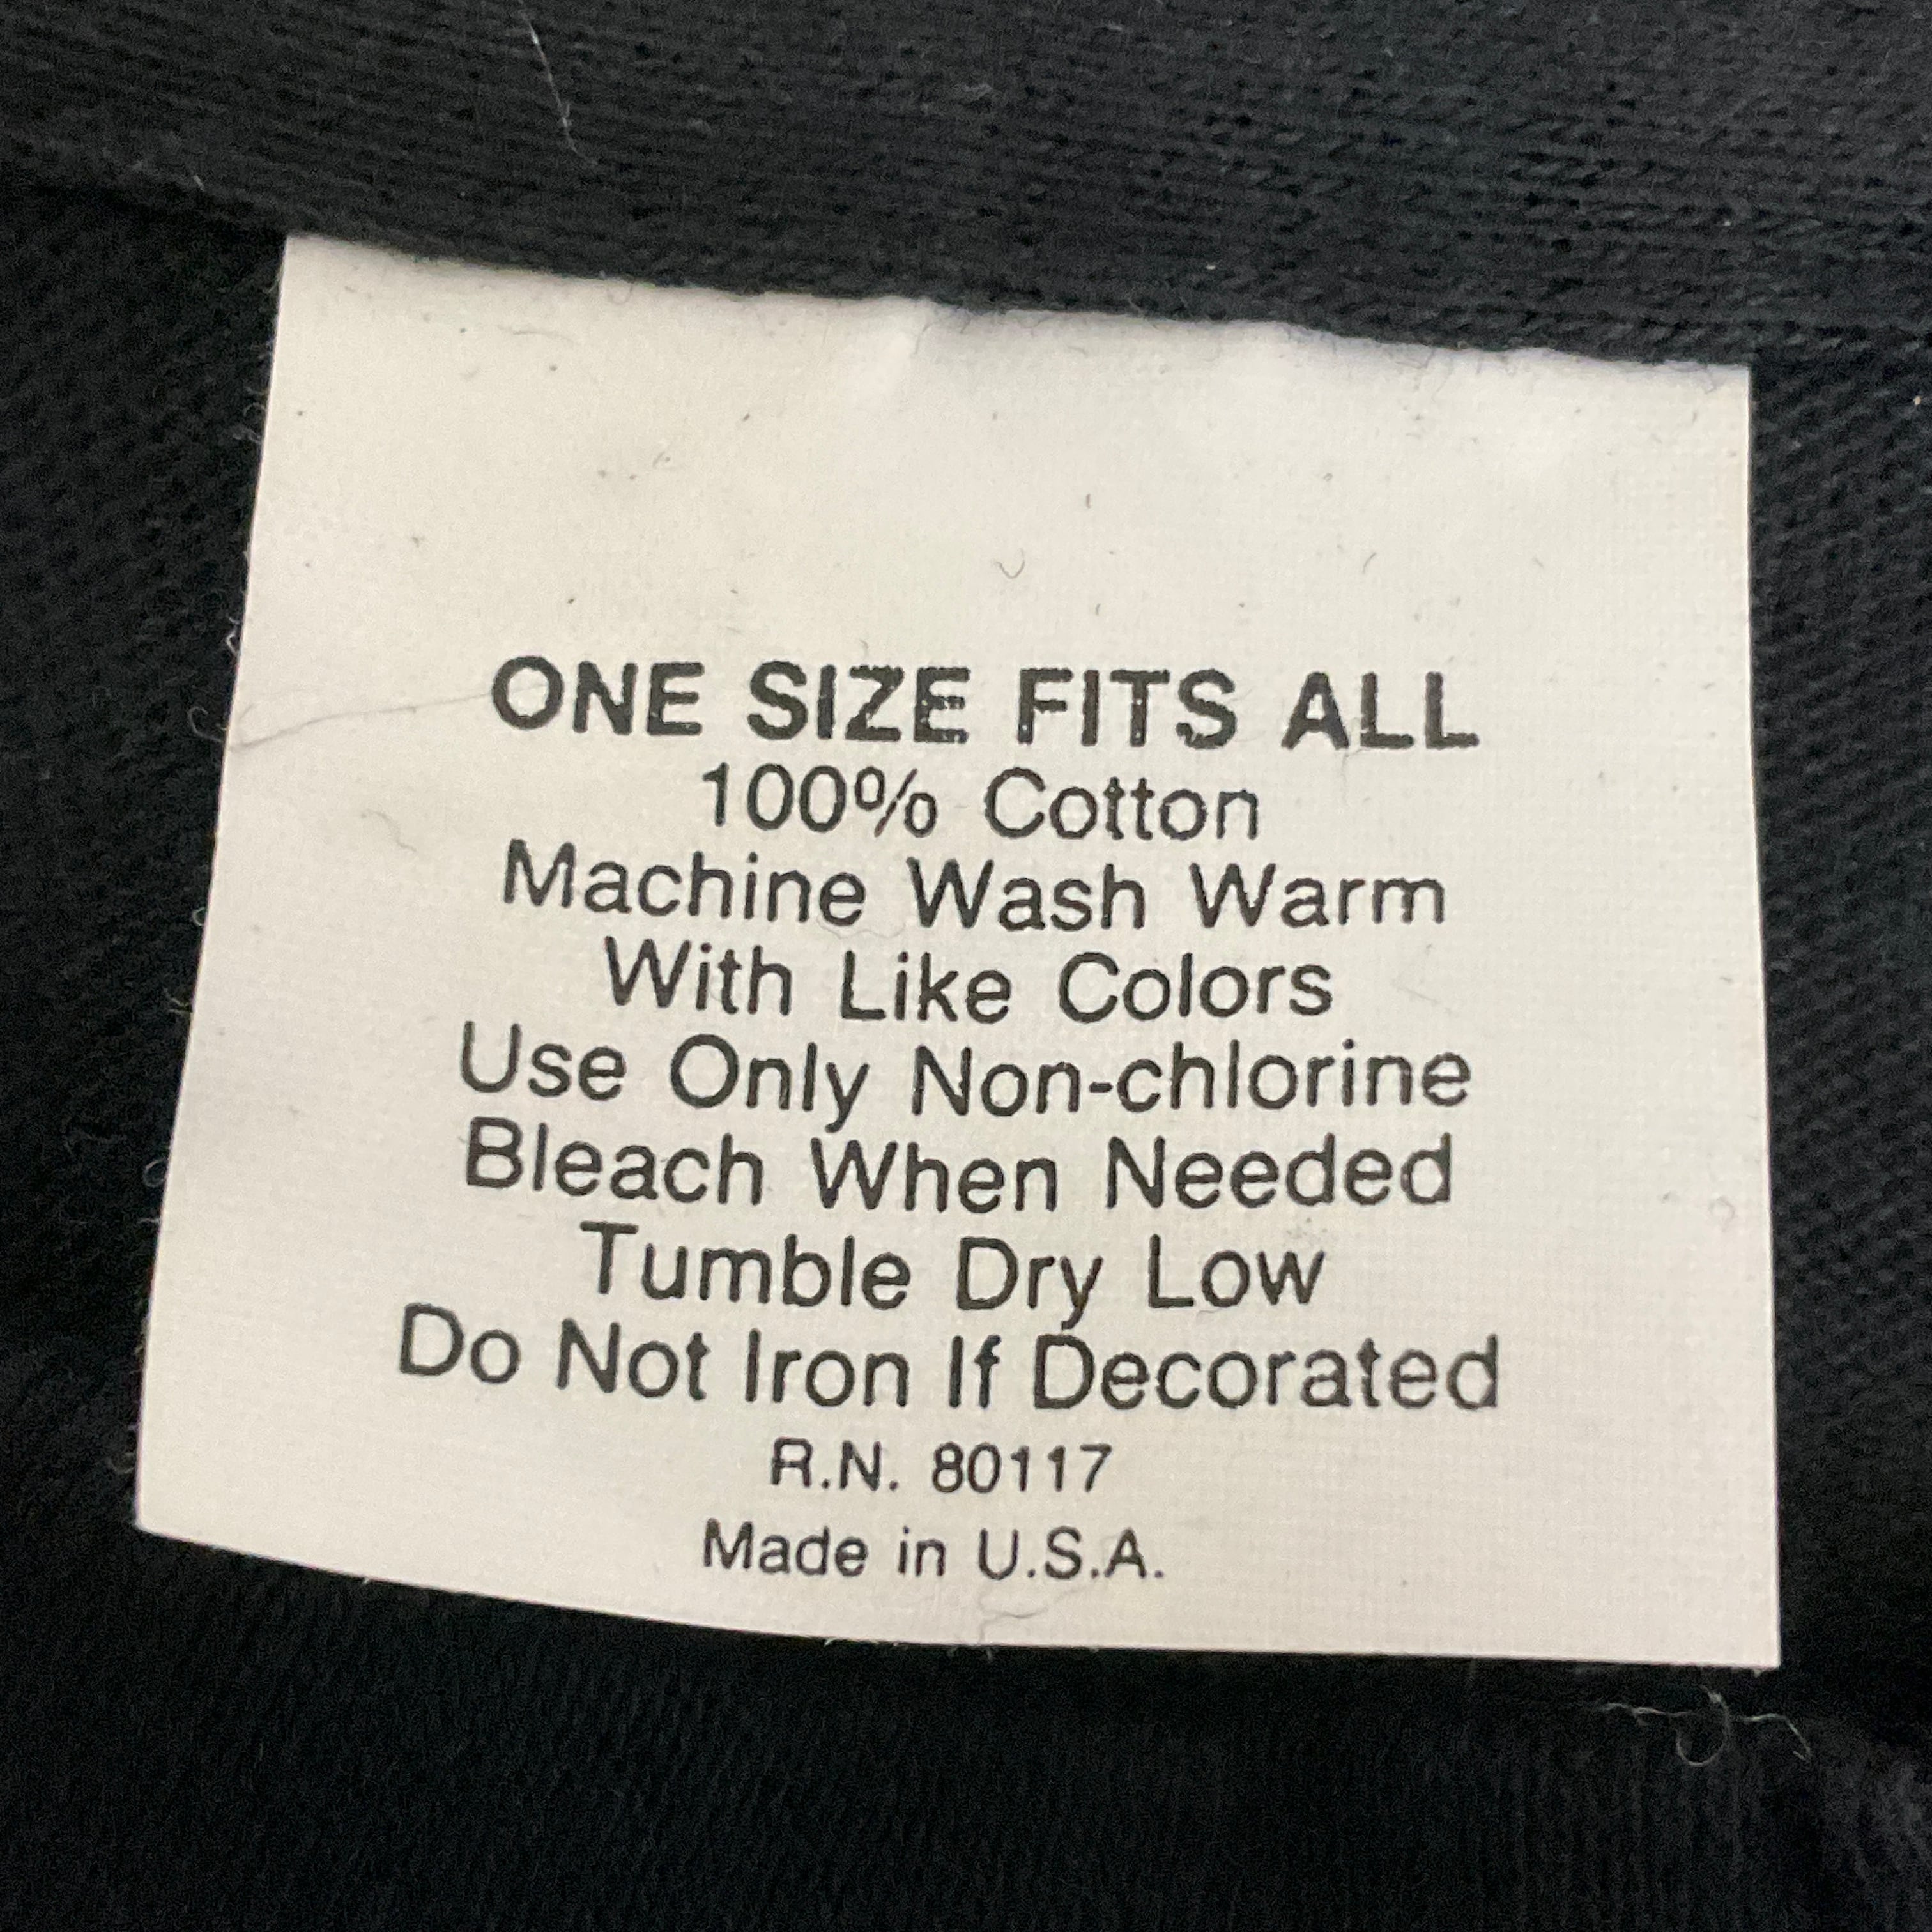 ONE SIZE FITS ALL
100% Cotton
Machine Wash Warm
With Like Colors
Use Only Non-chlorine
Bleach When Needed
Tumble Dry Low
Do Not Iron If Decorated
R.N. 80117
Made in U.S.A.